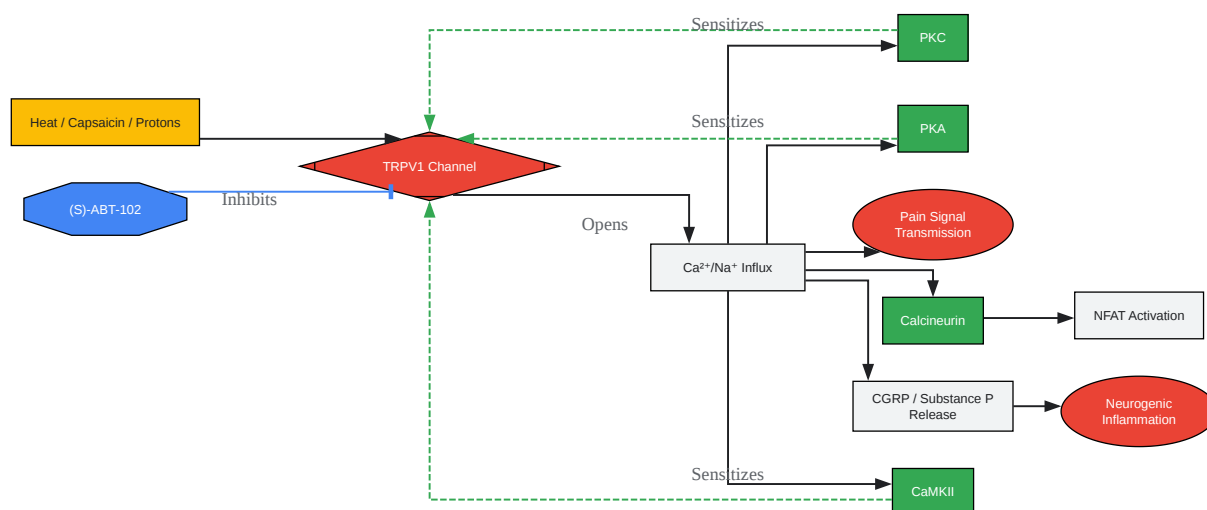 Sensitizes
PKC
Heat / Capsaicin / Protons
Sensitizes
PKA
TRPV1 Channel
(S)-ABT-102
Inhibits
Opens
Pain Signal
Transmission
Ca²⁺/Na⁺ Influx
Calcineurin
NFAT Activation
CGRP / Substance P
Release
Neurogenic
Inflammation
Sensitizes
CaMKII